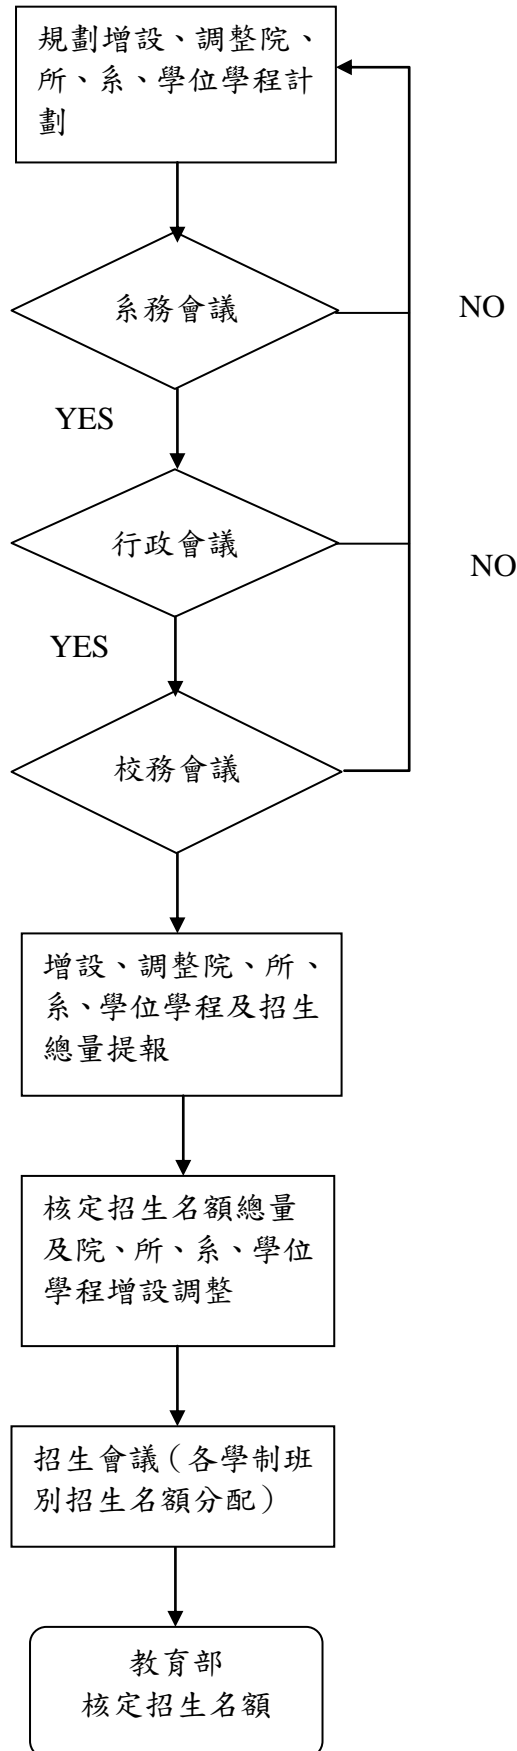 規劃增設、調整院、
所、系、學位學程計
劃
系務會議
NO
YES
行政會議
NO
YES
校務會議
增設、調整院、所、
系、學位學程及招生
總量提報
核定招生名額總量
及院、所、系、學位
學程增設調整
招生會議（各學制班
別招生名額分配）
教育部
核定招生名額